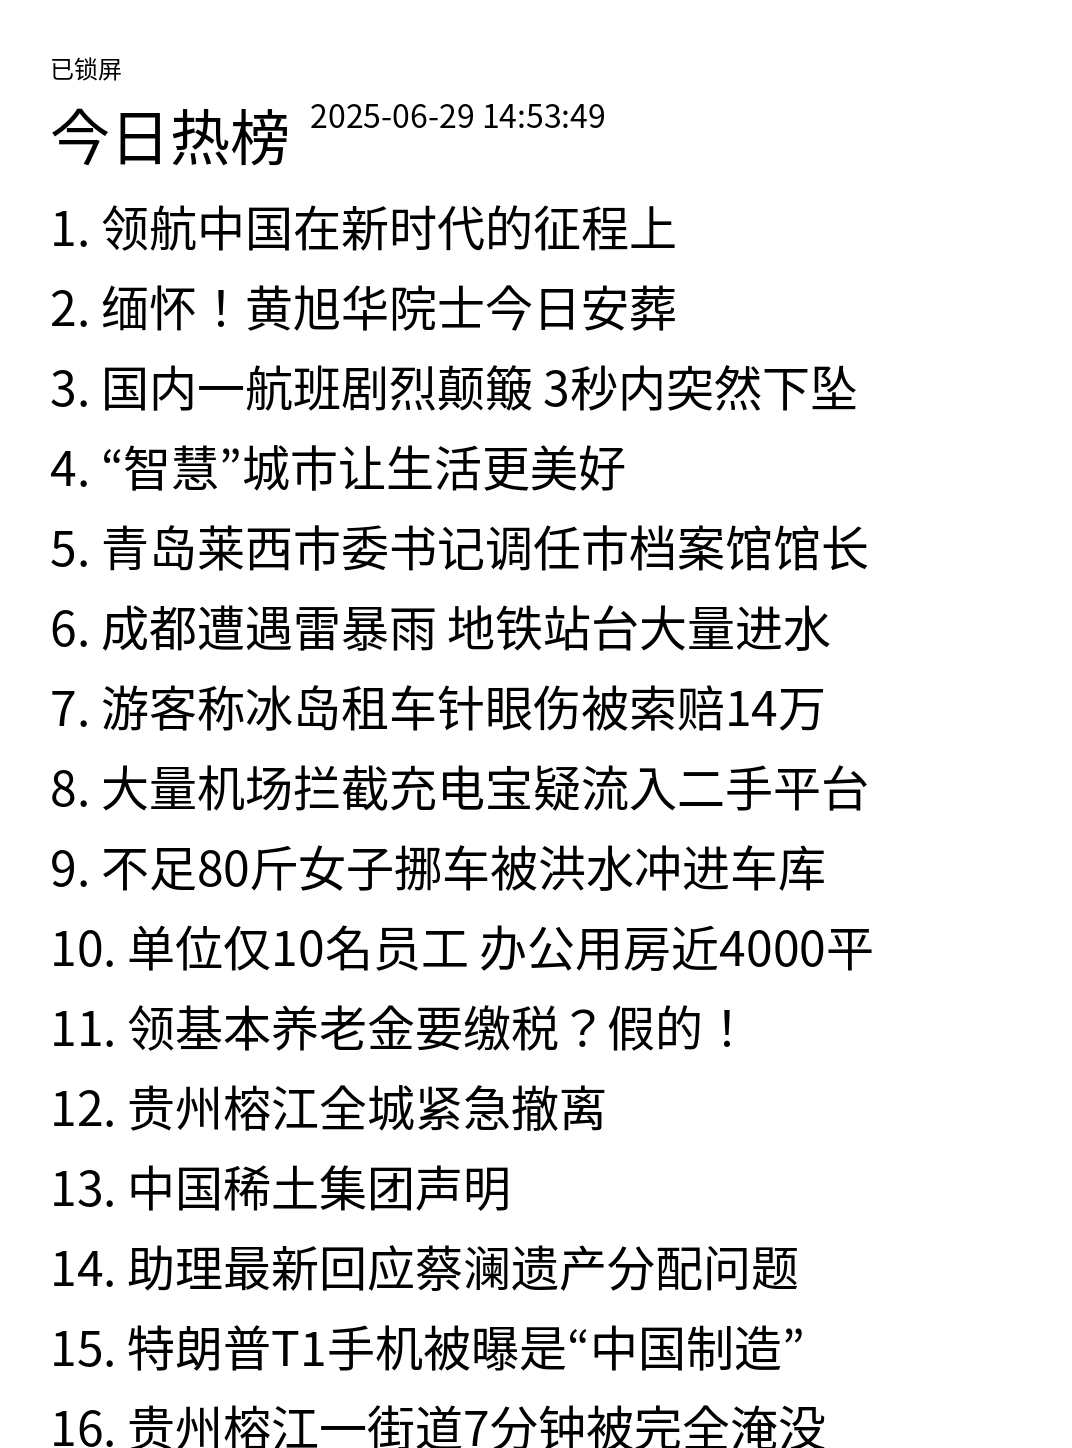 已锁屏
今日热榜 2025-06-29 14:53:49
1. 领航中国在新时代的征程上
2. 缅怀！黄旭华院士今日安葬
3. 国内一航班剧烈颠簸 3秒内突然下坠
4. “智慧”城市让生活更美好
5. 青岛莱西市委书记调任市档案馆馆长
6. 成都遭遇雷暴雨 地铁站台大量进水
7. 游客称冰岛租车针眼伤被索赔14万
8. 大量机场拦截充电宝疑流入二手平台
9. 不足80斤女子挪车被洪水冲进车库
10. 单位仅10名员工 办公用房近4000平
11. 领基本养老金要缴税？假的！
12. 贵州榕江全城紧急撤离
13. 中国稀土集团声明
14. 助理最新回应蔡澜遗产分配问题
15. 特朗普T1手机被曝是“中国制造”
16. 贵州榕江一街道7分钟被完全淹没